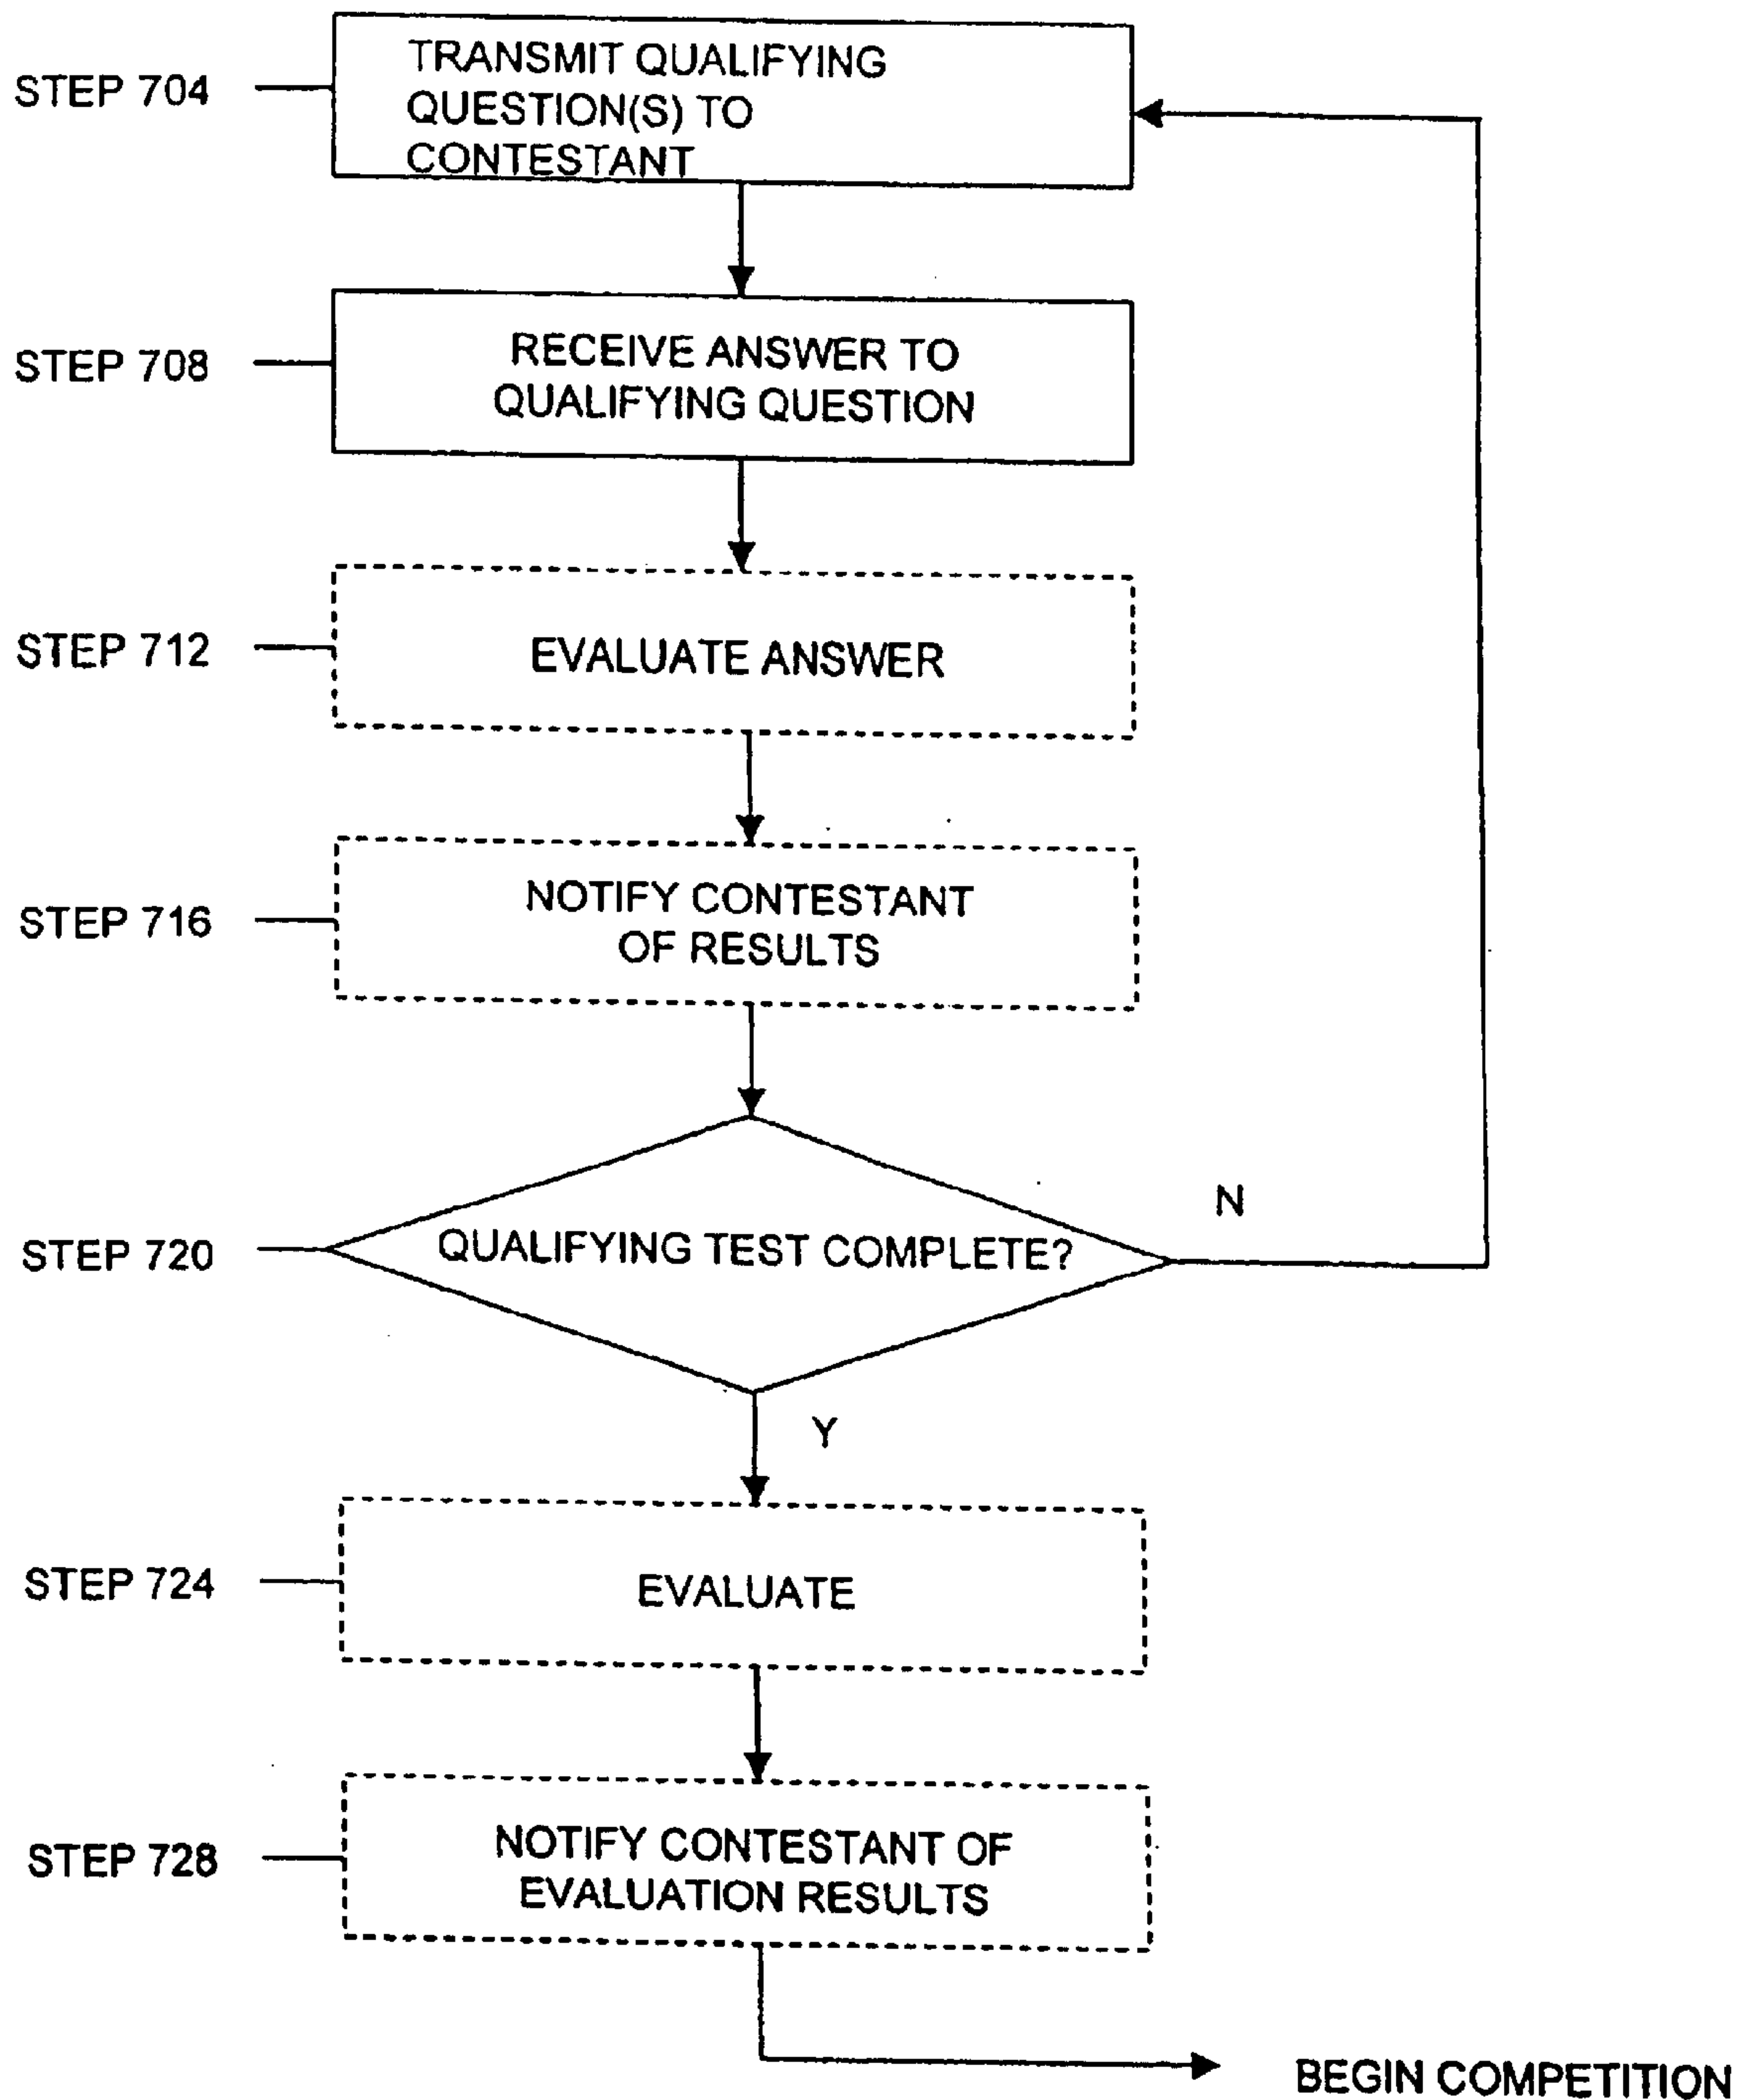 STEP 704
TRANSMIT QUALIFYING
QUESTION(S) TO
CONTESTANT
STEP 708
RECEIVE ANSWER TO
QUALIFYING QUESTION
STEP 712
EVALUATE ANSWER
STEP 716
NOTIFY CONTESTANT
OF RESULTS
STEP 720
QUALIFYING TEST COMPLETE?
N
Y
STEP 724
EVALUATE
STEP 728
NOTIFY CONTESTANT OF
EVALUATION RESULTS
BEGIN COMPETITION